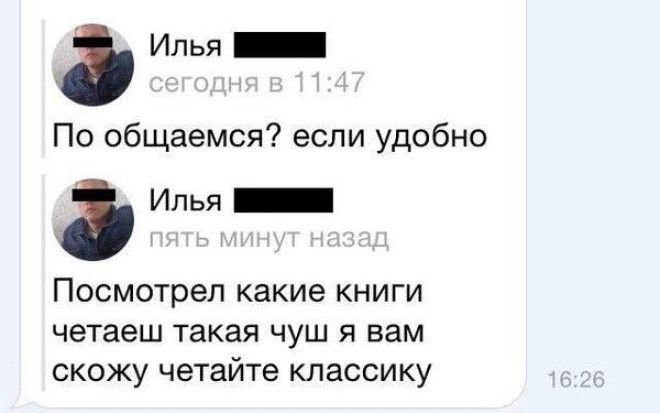 Илья
сегодня в 11:47
По общаемся? если удобно
Илья
пять минут назад
Посмотрел какие книги
четаеш такая чуш я вам
скожу четайте классику
16:26